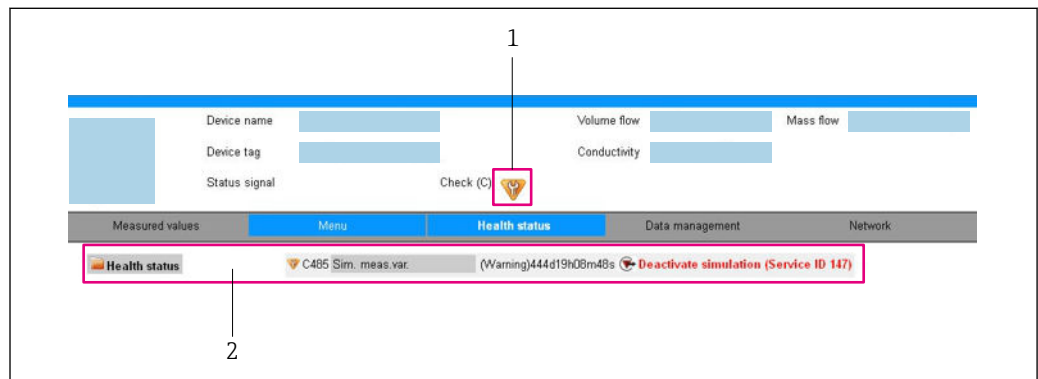 1
Device name Volume flow Mass flow
Device tag Conductivity
Status signal Check (C)
Measured values Menu Health status Data management Network
Health status C485 Sim. meas.var. (Warning)444d19h08m48s Deactivate simulation (Service ID 147)
2